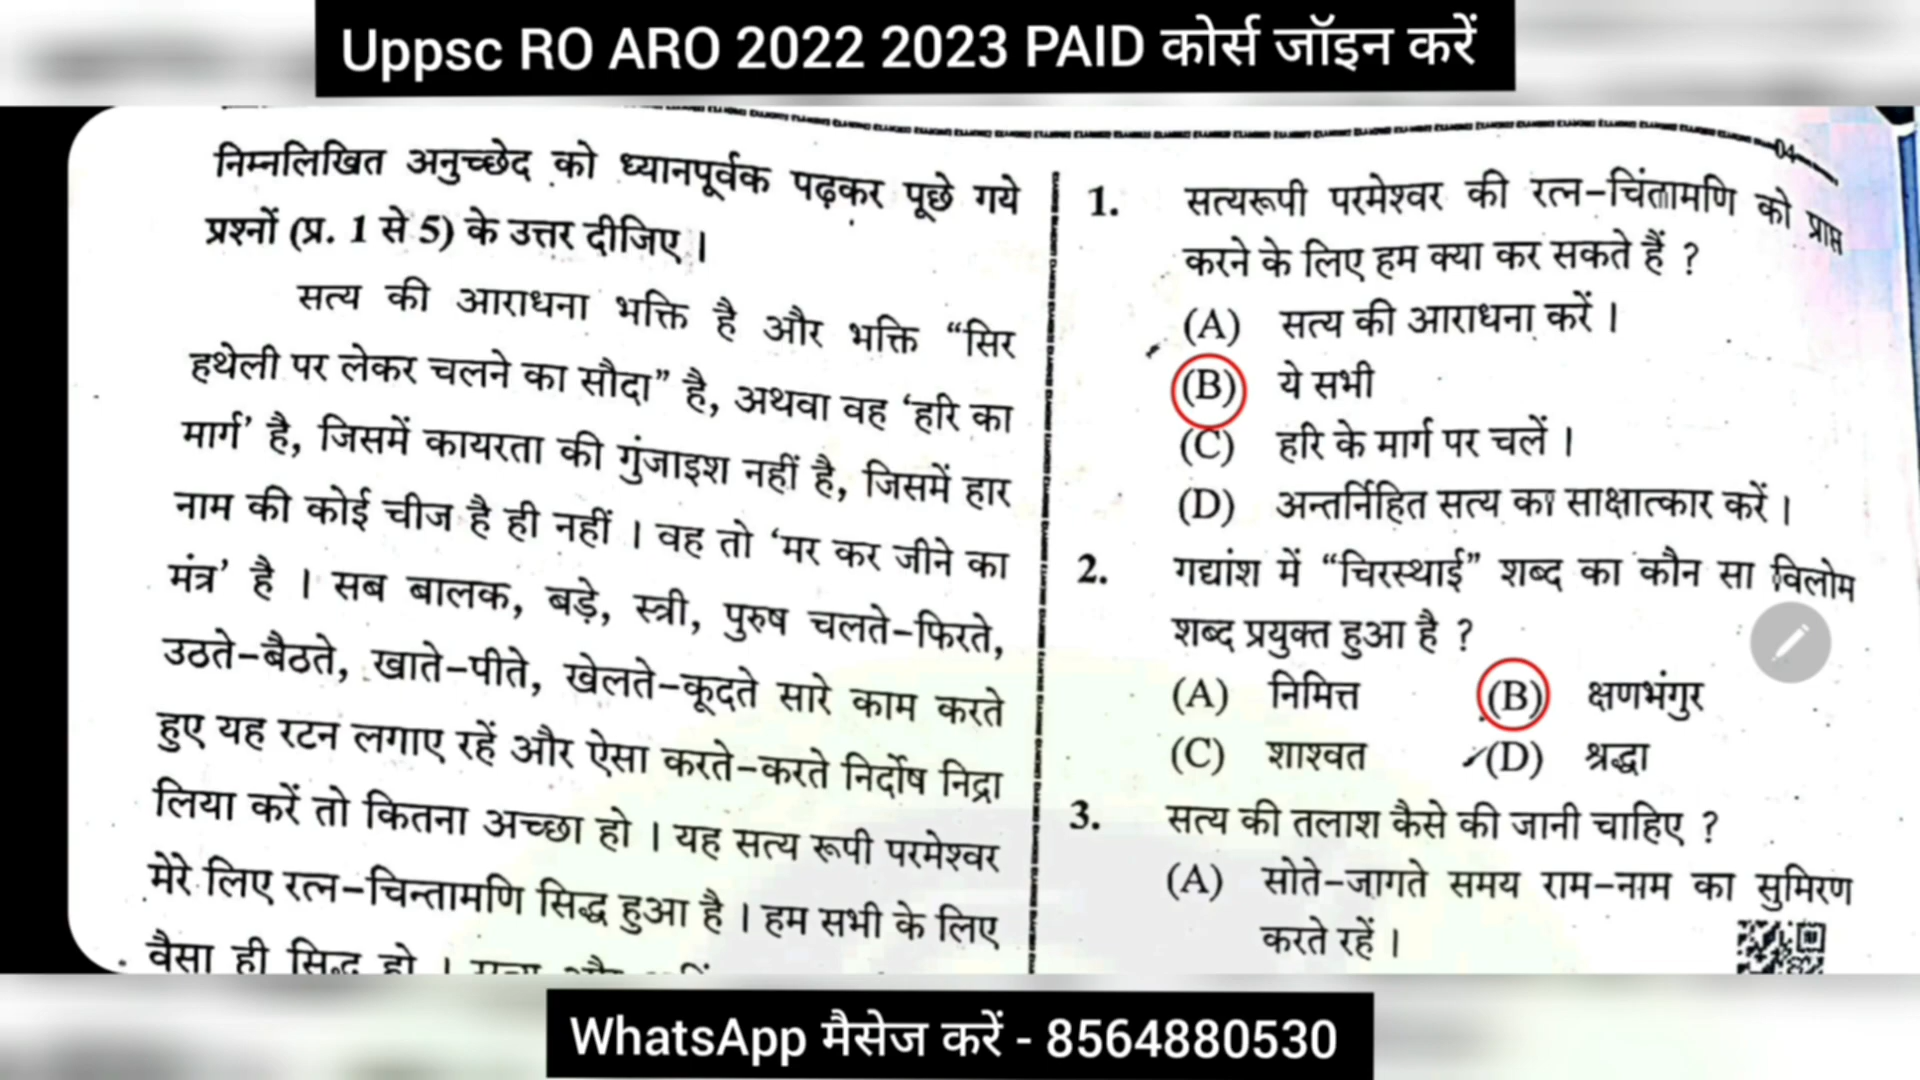 Uppsc RO ARO 2022 2023 PAID कोर्स जॉइन करें
04
निम्नलिखित अनुच्छेद को ध्यानपूर्वक पढ़कर पूछे गये
प्रश्नों (प्र. 1 से 5) के उत्तर दीजिए ।
सत्य की आराधना भक्ति है और भक्ति “सिर
हथेली पर लेकर चलने का सौदा” है, अथवा वह ‘हरि का
मार्ग’ है, जिसमें कायरता की गुंजाइश नहीं है, जिसमें हार
नाम की कोई चीज है ही नहीं । वह तो ‘मर कर जीने का
मंत्र’ है । सब बालक, बड़े, स्त्री, पुरुष चलते-फिरते,
उठते-बैठते, खाते-पीते, खेलते-कूदते सारे काम करते
हुए यह रटन लगाए रहें और ऐसा करते-करते निर्दोष निद्रा
लिया करें तो कितना अच्छा हो । यह सत्य रूपी परमेश्वर
मेरे लिए रत्न-चिन्तामणि सिद्ध हुआ है । हम सभी के लिए
वैसा ही सिद्ध हो ।
1. सत्यरूपी परमेश्वर की रत्न-चिंतामणि को प्राप्त
करने के लिए हम क्या कर सकते हैं ?
(A) सत्य की आराधना करें ।
(B) ये सभी
(C) हरि के मार्ग पर चलें ।
(D) अन्तर्निहित सत्य का साक्षात्कार करें ।
2. गद्यांश में “चिरस्थाई” शब्द का कौन सा विलोम
शब्द प्रयुक्त हुआ है ?
(A) निमित्त (B) क्षणभंगुर
(C) शाश्वत (D) श्रद्धा
3. सत्य की तलाश कैसे की जानी चाहिए ?
(A) सोते-जागते समय राम-नाम का सुमिरण
करते रहें ।
WhatsApp मैसेज करें - 8564880530